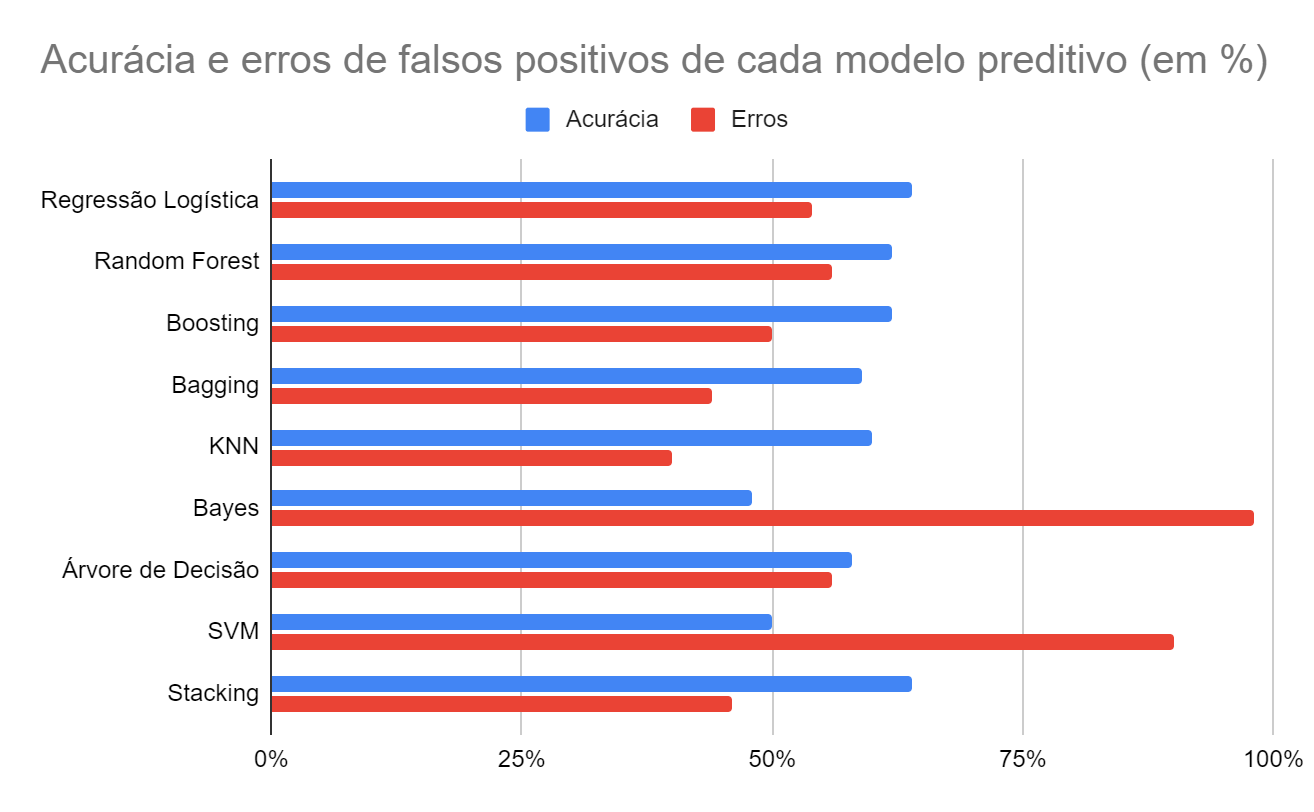 Acurácia e erros de falsos positivos de cada modelo preditivo (em %)
Acurácia
Erros
Regressão Logística
Random Forest
Boosting
Bagging
KNN
Bayes
Árvore de Decisão
SVM
Stacking
0%
25%
50%
75%
100%